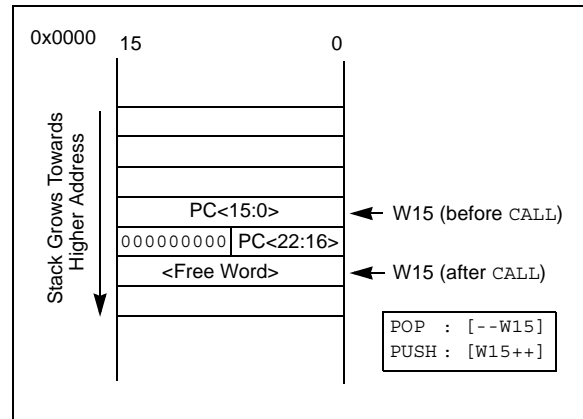 0x0000
15 0
Stack Grows Towards
Higher Address
PC<15:0>
W15 (before CALL)
000000000 PC<22:16>
<Free Word>
W15 (after CALL)
POP : [--W15]
PUSH : [W15++]